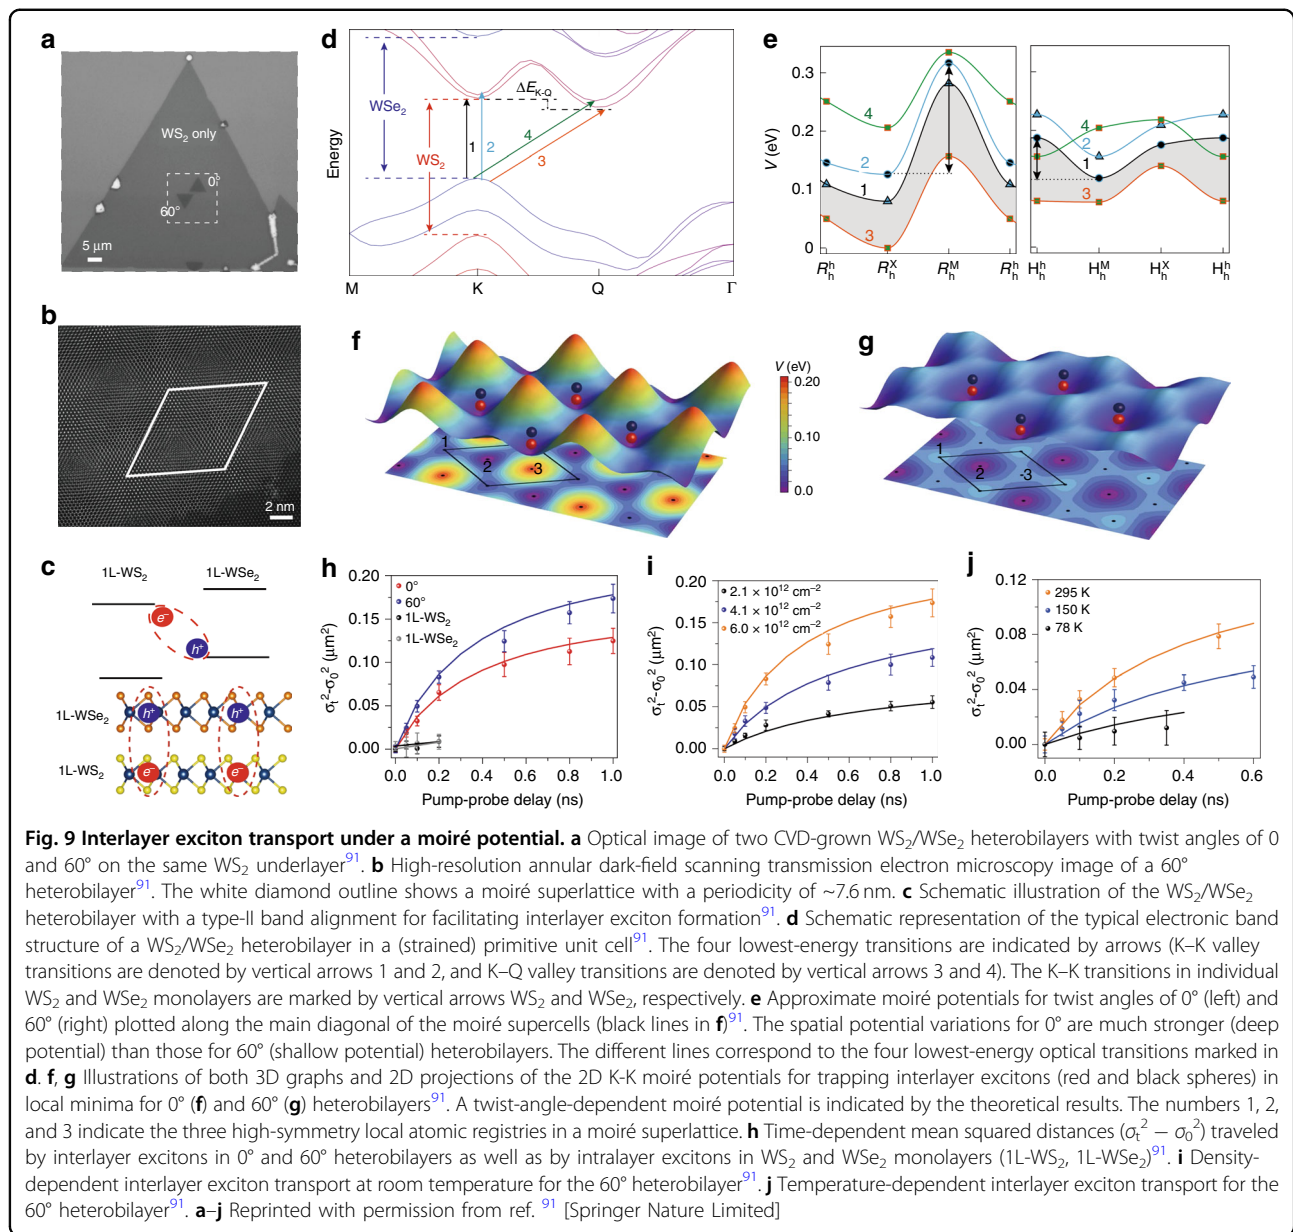 a
WS2 only
0°
60°
5 μm
b
2 nm
c
1L-WS2
1L-WSe2
e−
h+
1L-WSe2
h+
h+
1L-WS2
e−
e−
d
Energy
WSe2
WS2
ΔE_K-Q
1
2
4
3
M
K
Q
Γ
e
V (eV)
0.3
0.2
0.1
0
4
2
1
3
R_h^h
R_h^X
R_h^M
R_h^h
4
2
1
3
H_h^h
H_h^M
H_h^X
H_h^h
f
1
2
3
V (eV)
0.20
0.10
0.0
g
1
2
3
h
σt²-σ0² (μm²)
0.20
0.15
0.10
0.05
0.00
0°
60°
1L-WS2
1L-WSe2
0.0 0.2 0.4 0.6 0.8 1.0
Pump-probe delay (ns)
i
σt²-σ0² (μm²)
0.20
0.15
0.10
0.05
0.00
2.1 × 10¹² cm⁻²
4.1 × 10¹² cm⁻²
6.0 × 10¹² cm⁻²
0.0 0.2 0.4 0.6 0.8 1.0
Pump-probe delay (ns)
j
σt²-σ0² (μm²)
0.12
0.08
0.04
0.00
295 K
150 K
78 K
0.0 0.2 0.4 0.6
Pump-probe delay (ns)
Fig. 9 Interlayer exciton transport under a moiré potential. a Optical image of two CVD-grown WS2/WSe2 heterobilayers with twist angles of 0
and 60° on the same WS2 underlayer⁹¹. b High-resolution annular dark-field scanning transmission electron microscopy image of a 60°
heterobilayer⁹¹. The white diamond outline shows a moiré superlattice with a periodicity of ~7.6 nm. c Schematic illustration of the WS2/WSe2
heterobilayer with a type-II band alignment for facilitating interlayer exciton formation⁹¹. d Schematic representation of the typical electronic band
structure of a WS2/WSe2 heterobilayer in a (strained) primitive unit cell⁹¹. The four lowest-energy transitions are indicated by arrows (K–K valley
transitions are denoted by vertical arrows 1 and 2, and K–Q valley transitions are denoted by vertical arrows 3 and 4). The K–K transitions in individual
WS2 and WSe2 monolayers are marked by vertical arrows WS2 and WSe2, respectively. e Approximate moiré potentials for twist angles of 0° (left) and
60° (right) plotted along the main diagonal of the moiré supercells (black lines in f)⁹¹. The spatial potential variations for 0° are much stronger (deep
potential) than those for 60° (shallow potential) heterobilayers. The different lines correspond to the four lowest-energy optical transitions marked in
d. f, g Illustrations of both 3D graphs and 2D projections of the 2D K-K moiré potentials for trapping interlayer excitons (red and black spheres) in
local minima for 0° (f) and 60° (g) heterobilayers⁹¹. A twist-angle-dependent moiré potential is indicated by the theoretical results. The numbers 1, 2,
and 3 indicate the three high-symmetry local atomic registries in a moiré superlattice. h Time-dependent mean squared distances (σt² − σ0²) traveled
by interlayer excitons in 0° and 60° heterobilayers as well as by intralayer excitons in WS2 and WSe2 monolayers (1L-WS2, 1L-WSe2)⁹¹. i Density-
dependent interlayer exciton transport at room temperature for the 60° heterobilayer⁹¹. j Temperature-dependent interlayer exciton transport for the
60° heterobilayer⁹¹. a–j Reprinted with permission from ref. ⁹¹ [Springer Nature Limited]